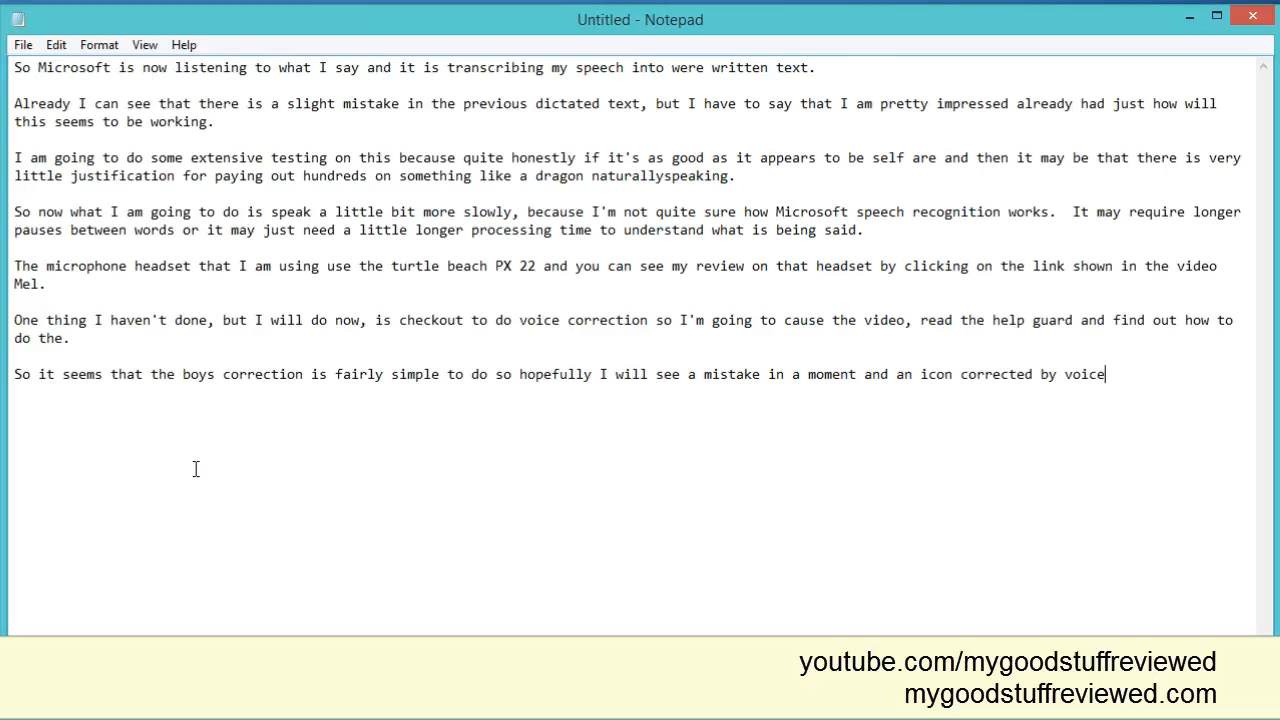 Untitled - Notepad
File Edit Format View Help
So Microsoft is now listening to what I say and it is transcribing my speech into were written text.
Already I can see that there is a slight mistake in the previous dictated text, but I have to say that I am pretty impressed already had just how will
this seems to be working.
I am going to do some extensive testing on this because quite honestly if it's as good as it appears to be self are and then it may be that there is very
little justification for paying out hundreds on something like a dragon naturallyspeaking.
So now what I am going to do is speak a little bit more slowly, because I'm not quite sure how Microsoft speech recognition works.  It may require longer
pauses between words or it may just need a little longer processing time to understand what is being said.
The microphone headset that I am using use the turtle beach PX 22 and you can see my review on that headset by clicking on the link shown in the video
Mel.
One thing I haven't done, but I will do now, is checkout to do voice correction so I'm going to cause the video, read the help guard and find out how to
do the.
So it seems that the boys correction is fairly simple to do so hopefully I will see a mistake in a moment and an icon corrected by voice
youtube.com/mygoodstuffreviewed
mygoodstuffreviewed.com